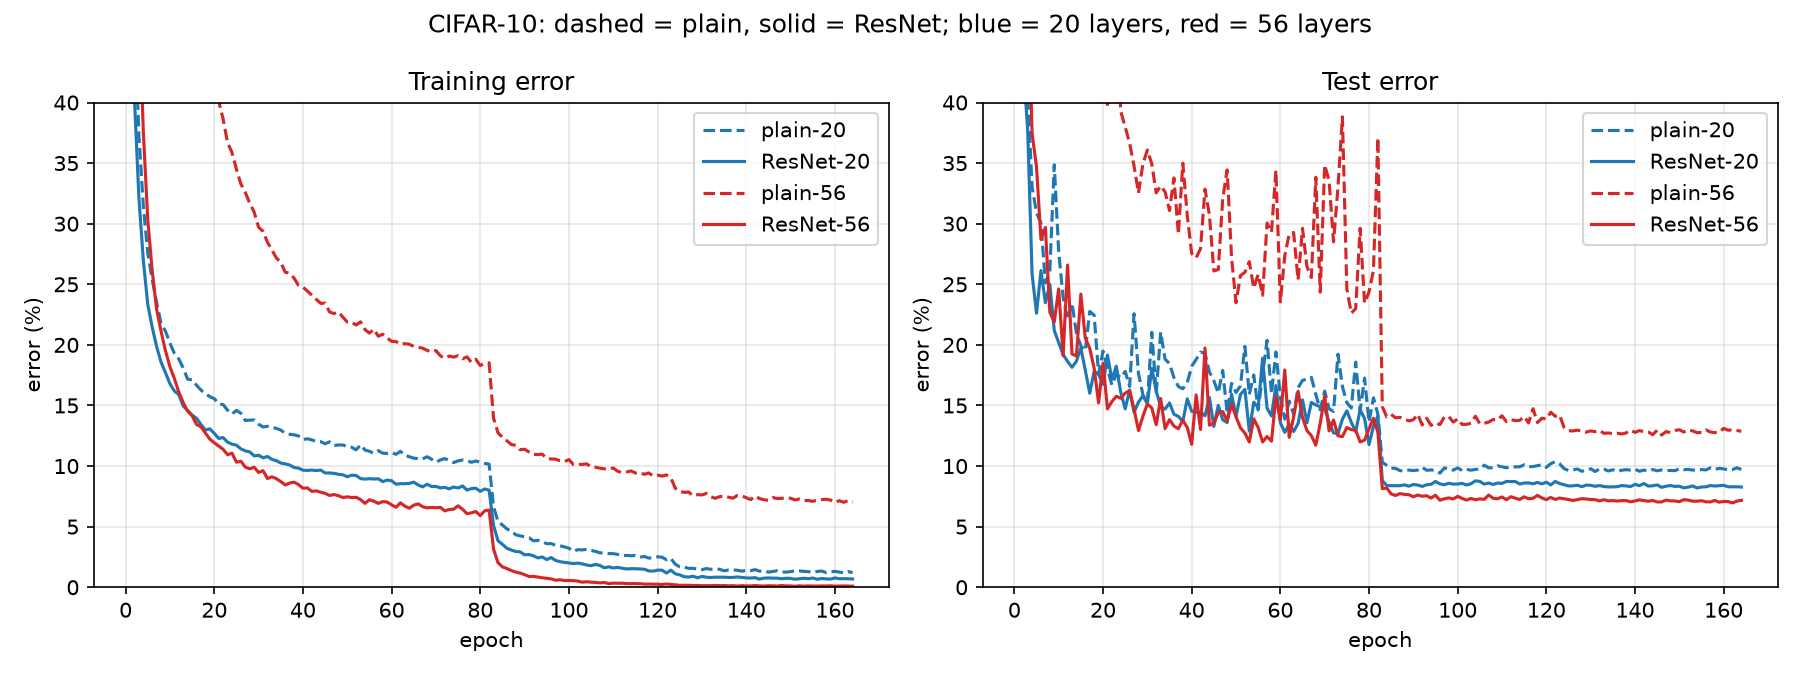 CIFAR-10: dashed = plain, solid = ResNet; blue = 20 layers, red = 56 layers
Training error
40
35
30
25
20
15
10
5
0
error (%)
0 20 40 60 80 100 120 140 160
epoch
plain-20
ResNet-20
plain-56
ResNet-56
Test error
40
35
30
25
20
15
10
5
0
error (%)
0 20 40 60 80 100 120 140 160
epoch
plain-20
ResNet-20
plain-56
ResNet-56